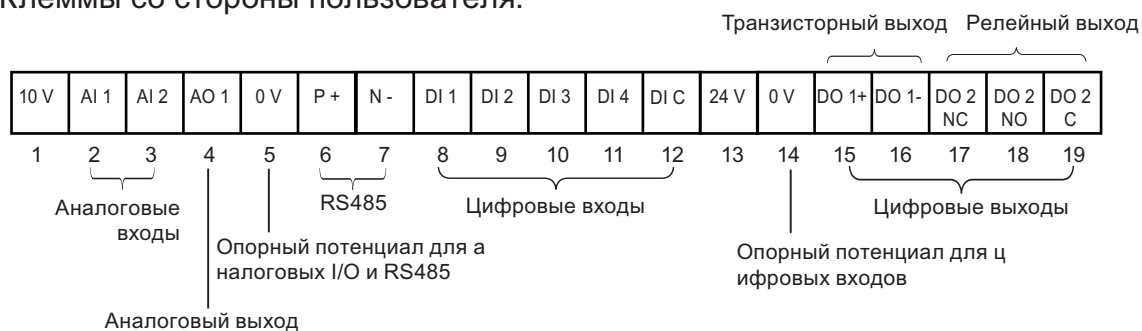 Клеммы со стороны пользователя:
Транзисторный выход Релейный выход
10 V AI 1 AI 2 AO 1 0 V P + N - DI 1 DI 2 DI 3 DI 4 DI C 24 V 0 V DO 1+ DO 1- DO 2 NC DO 2 NO DO 2 C
1 2 3 4 5 6 7 8 9 10 11 12 13 14 15 16 17 18 19
Аналоговые
входы
RS485
Цифровые входы
Цифровые выходы
Опорный потенциал для а
налоговых I/O и RS485
Опорный потенциал для ц
ифровых входов
Аналоговый выход